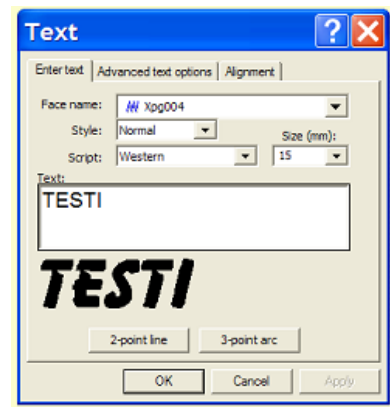 Text
Enter text Advanced text options Alignment
Face name: Xpg004
Style: Normal Size (mm):
Script: Western 15
Text:
TESTI
TESTI
2-point line 3-point arc
OK Cancel Apply